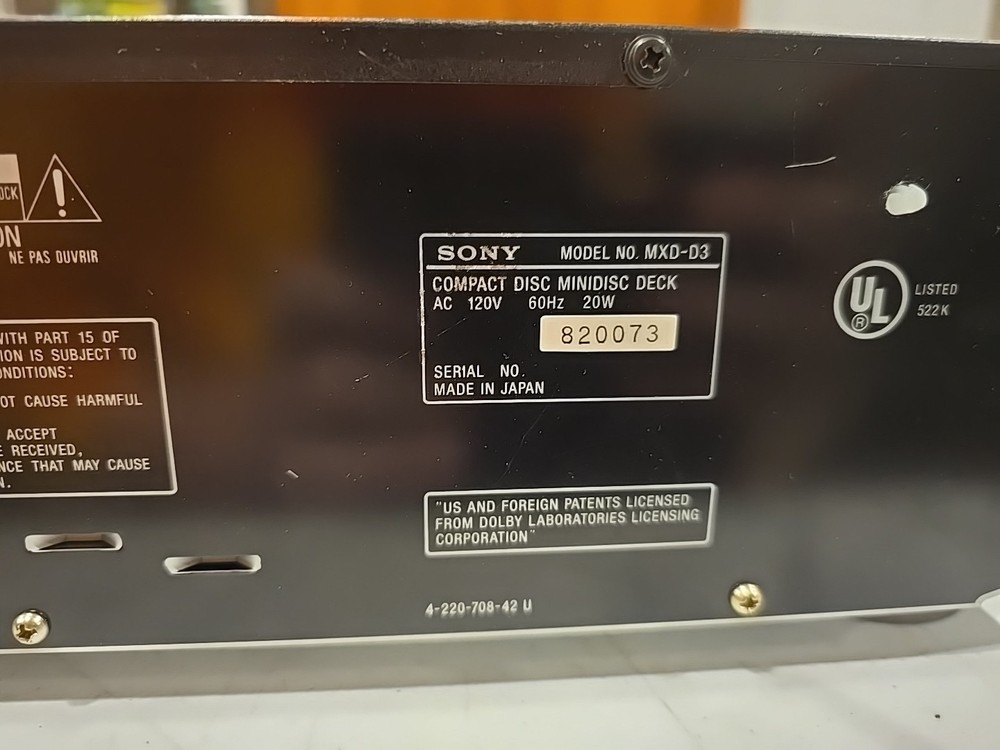 OCK
ON
NE PAS OUVRIR
WITH PART 15 OF
ION IS SUBJECT TO
ONDITIONS:
OT CAUSE HARMFUL
ACCEPT
E RECEIVED,
NCE THAT MAY CAUSE
N.
SONY MODEL NO. MXD-D3
COMPACT DISC MINIDISC DECK
AC 120V 60Hz 20W
820073
SERIAL NO.
MADE IN JAPAN
UL ® LISTED
522K
"US AND FOREIGN PATENTS LICENSED
FROM DOLBY LABORATORIES LICENSING
CORPORATION"
4-220-708-42 U